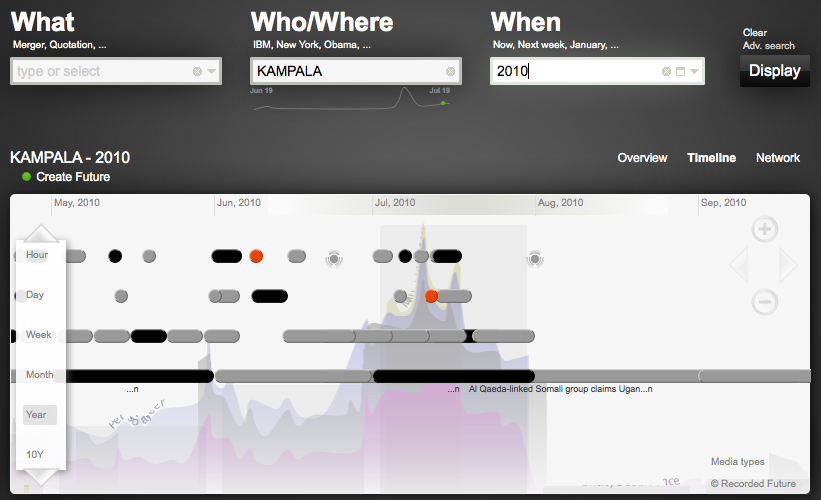 What Who/Where When
Merger, Quotation, ... IBM, New York, Obama, ... Now, Next week, January, ... Clear
Adv. search
type or select KAMPALA 2010 Display
Jun 19 Jul 19
KAMPALA - 2010 Overview Timeline Network
Create Future
May, 2010 Jun, 2010 Jul, 2010 Aug, 2010 Sep, 2010
Hour
Day
Week
Month
...n ...n Al Qaeda-linked Somali group claims Ugan...n
Year
10Y
Media types
© Recorded Future